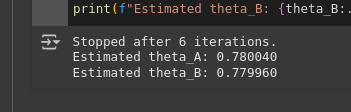 print(f"Estimated theta_B: {theta_B:.
Stopped after 6 iterations.
Estimated theta_A: 0.780040
Estimated theta_B: 0.779960